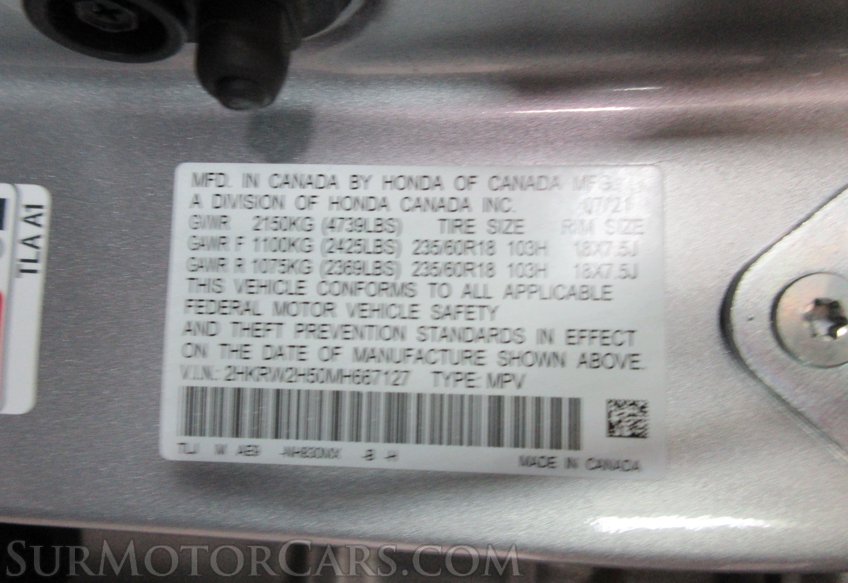 TLA A1
MFD. IN CANADA BY HONDA OF CANADA MFG.
A DIVISION OF HONDA CANADA INC. 07/21
GVWR 2150KG (4739LBS) TIRE SIZE RIM SIZE
GAWR F 1100KG (2425LBS) 235/60R18 103H 18X7.5J
GAWR R 1075KG (2369LBS) 235/60R18 103H 18X7.5J
THIS VEHICLE CONFORMS TO ALL APPLICABLE
FEDERAL MOTOR VEHICLE SAFETY
AND THEFT PREVENTION STANDARDS IN EFFECT
ON THE DATE OF MANUFACTURE SHOWN ABOVE.
V.I.N.: 2HKRW2H50MH667127 TYPE: MPV
TLJ W AE9 -B -H
MADE IN CANADA
SURMOTORCARS.COM